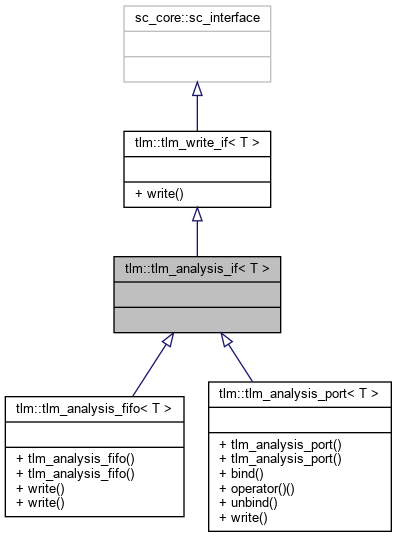 sc_core::sc_interface
tlm::tlm_write_if< T >
+ write()
tlm::tlm_analysis_if< T >
tlm::tlm_analysis_fifo< T >
+ tlm_analysis_fifo()
+ tlm_analysis_fifo()
+ write()
+ write()
tlm::tlm_analysis_port< T >
+ tlm_analysis_port()
+ tlm_analysis_port()
+ bind()
+ operator()()
+ unbind()
+ write()